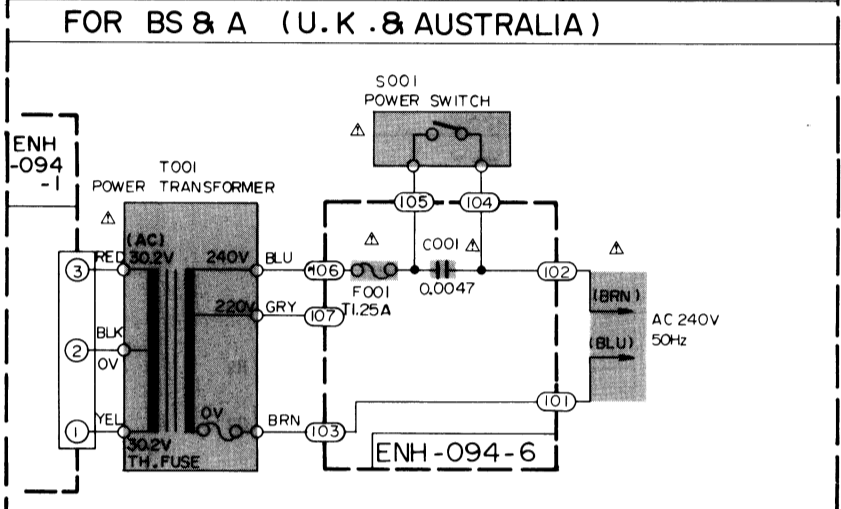 FOR BS & A (U.K. & AUSTRALIA)
S001
POWER SWITCH
ENH
-094
-1
T001
POWER TRANSFORMER
105
104
(AC)
RED
30.2V
240V
BLU
3
106
C001
102
F001
T1.25A
0.0047
220V
GRY
107
(BRN)
AC 240V
50Hz
(BLU)
BLK
2
0V
0V
101
YEL
1
BRN
103
30.2V
TH. FUSE
ENH-094-6